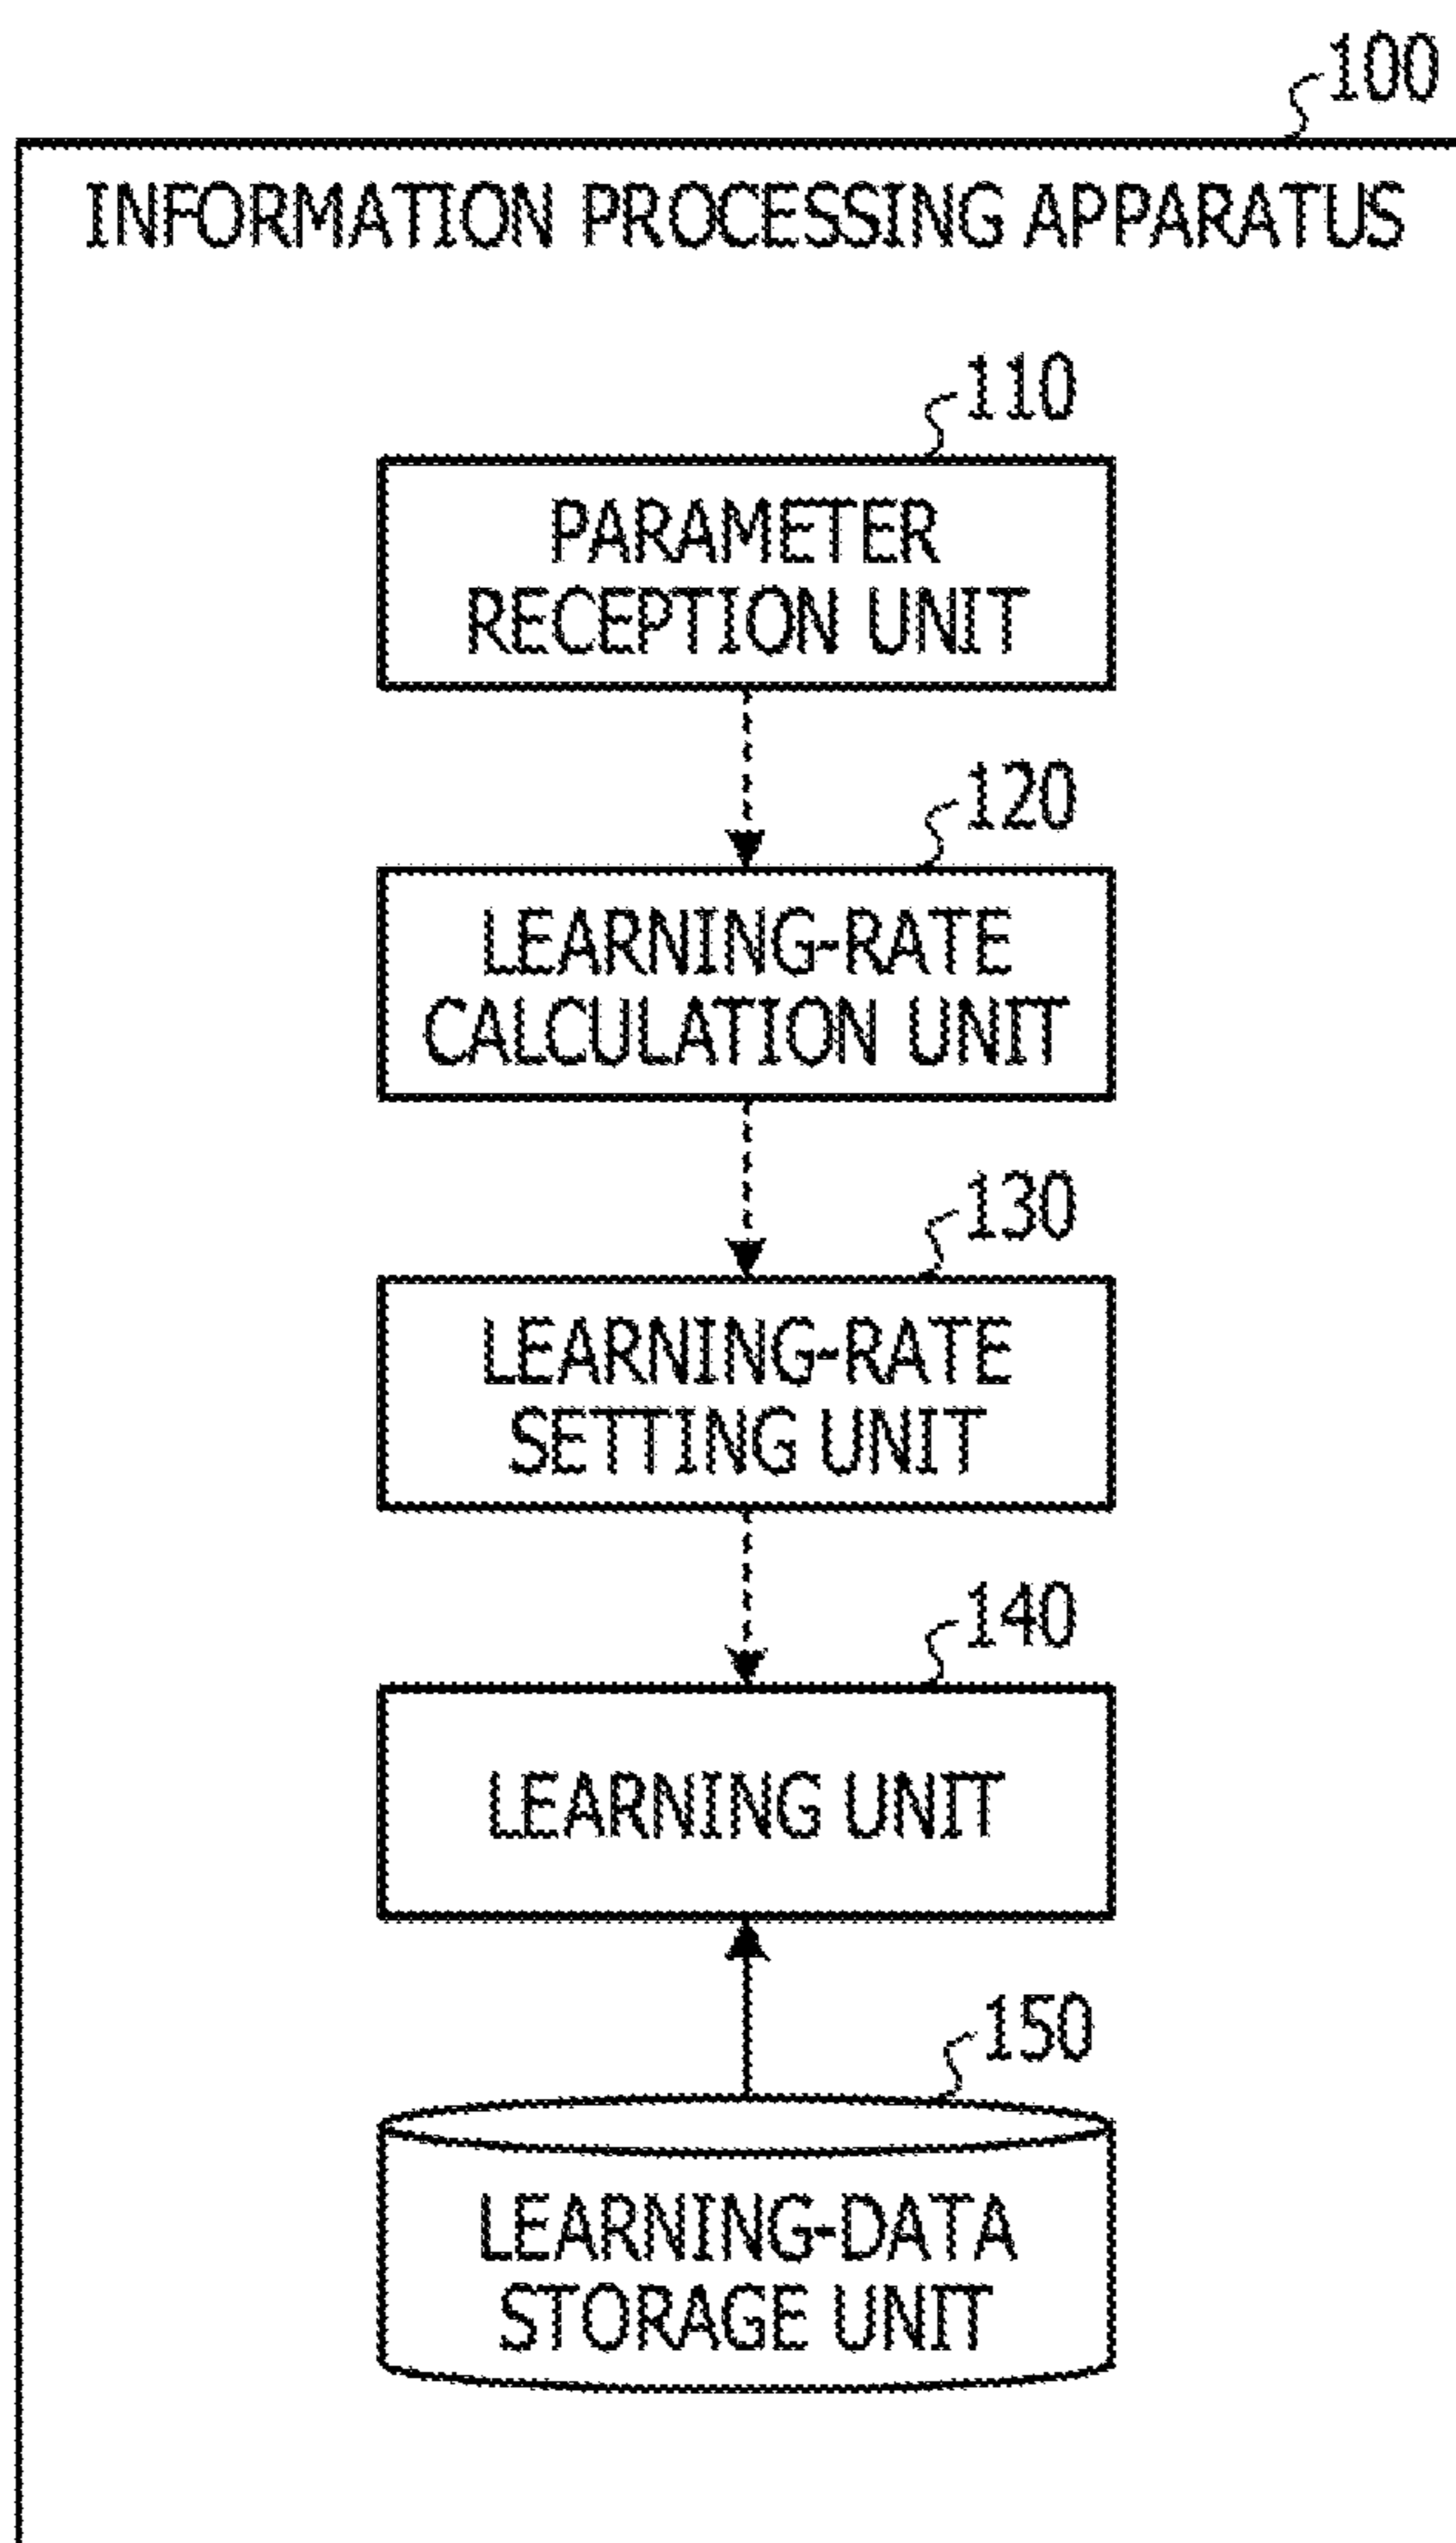 100
INFORMATION PROCESSING APPARATUS
110
PARAMETER
RECEPTION UNIT
120
LEARNING-RATE
CALCULATION UNIT
130
LEARNING-RATE
SETTING UNIT
140
LEARNING UNIT
150
LEARNING-DATA
STORAGE UNIT